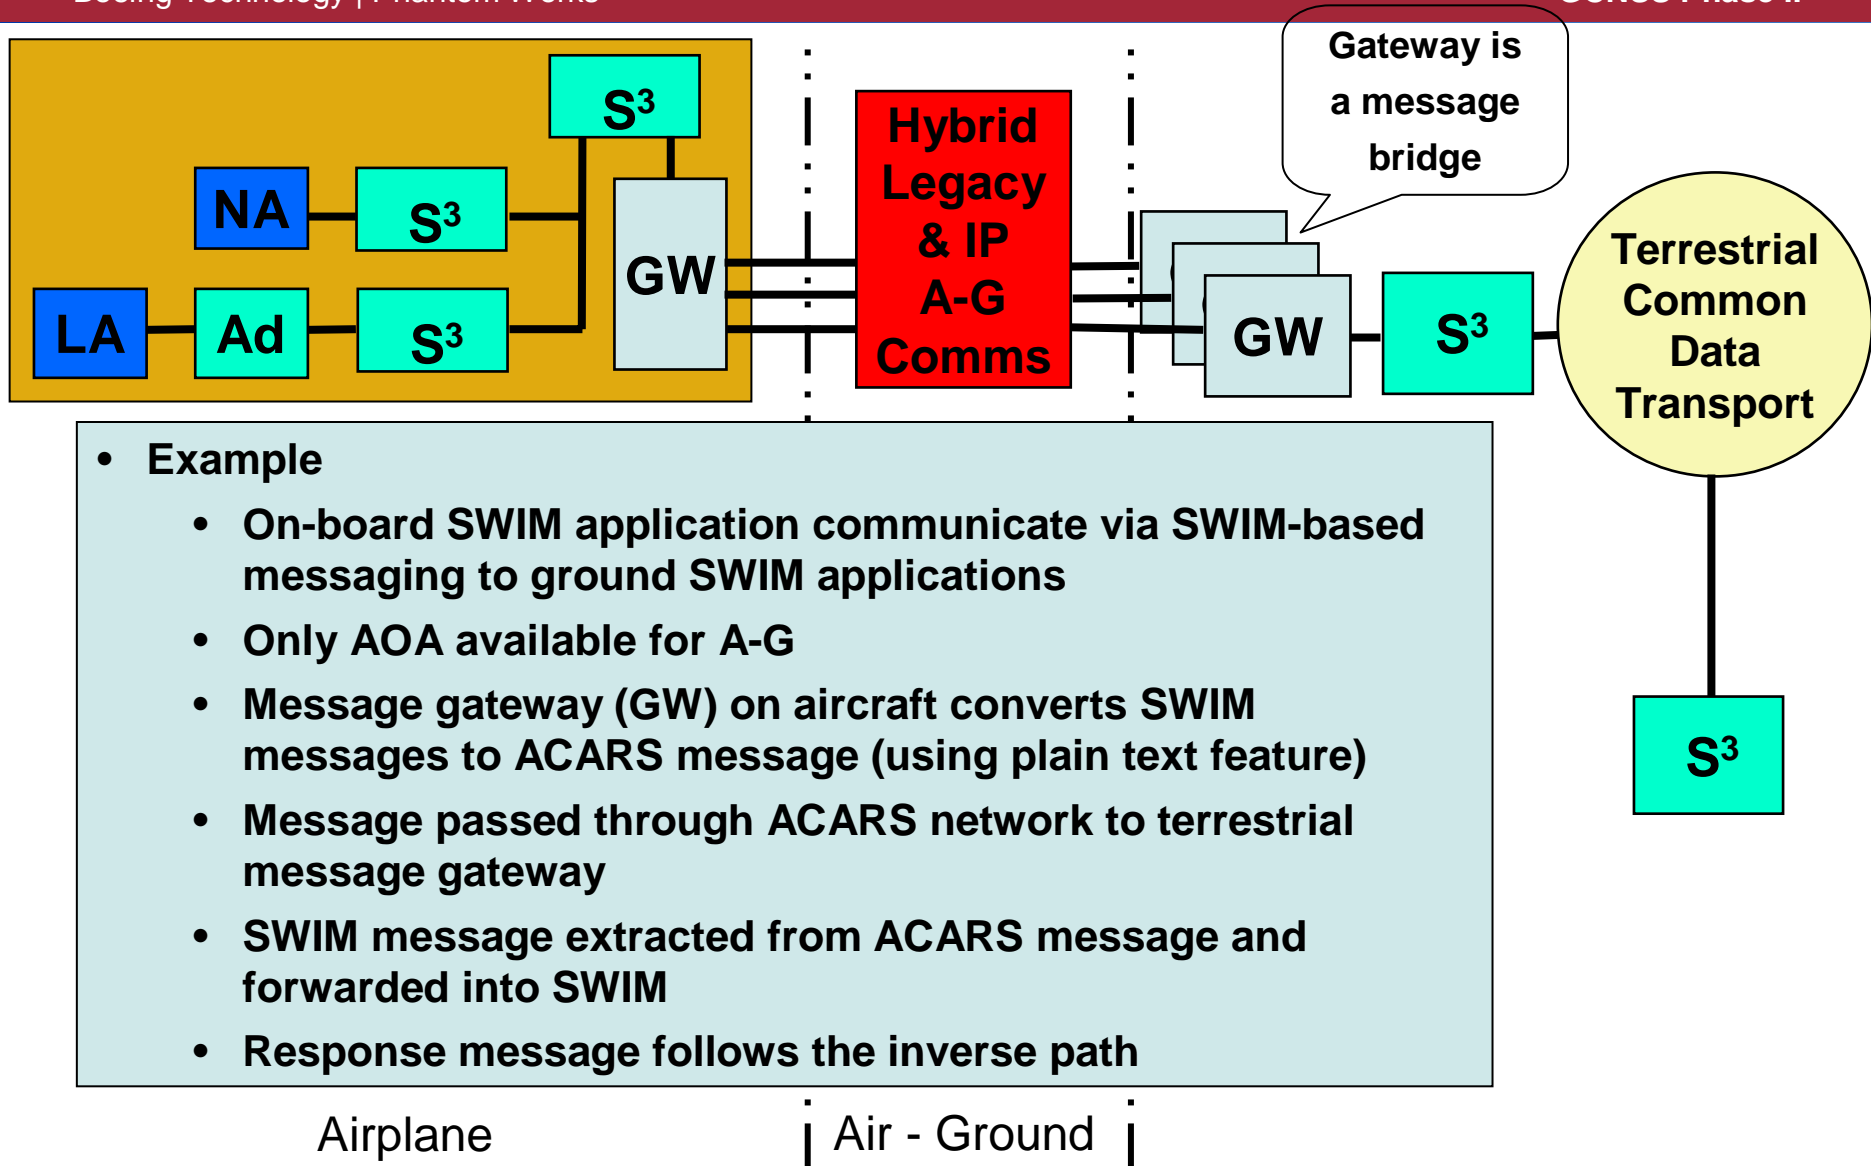 Boeing Technology | Phantom Works
Gateway is
a message
bridge
S3
NA
S3
LA
Ad
S3
GW
Hybrid
Legacy
& IP
A-G
Comms
GW
S3
Terrestrial
Common
Data
Transport
S3
• Example
• On-board SWIM application communicate via SWIM-based
messaging to ground SWIM applications
• Only AOA available for A-G
• Message gateway (GW) on aircraft converts SWIM
messages to ACARS message (using plain text feature)
• Message passed through ACARS network to terrestrial
message gateway
• SWIM message extracted from ACARS message and
forwarded into SWIM
• Response message follows the inverse path
Airplane
Air - Ground